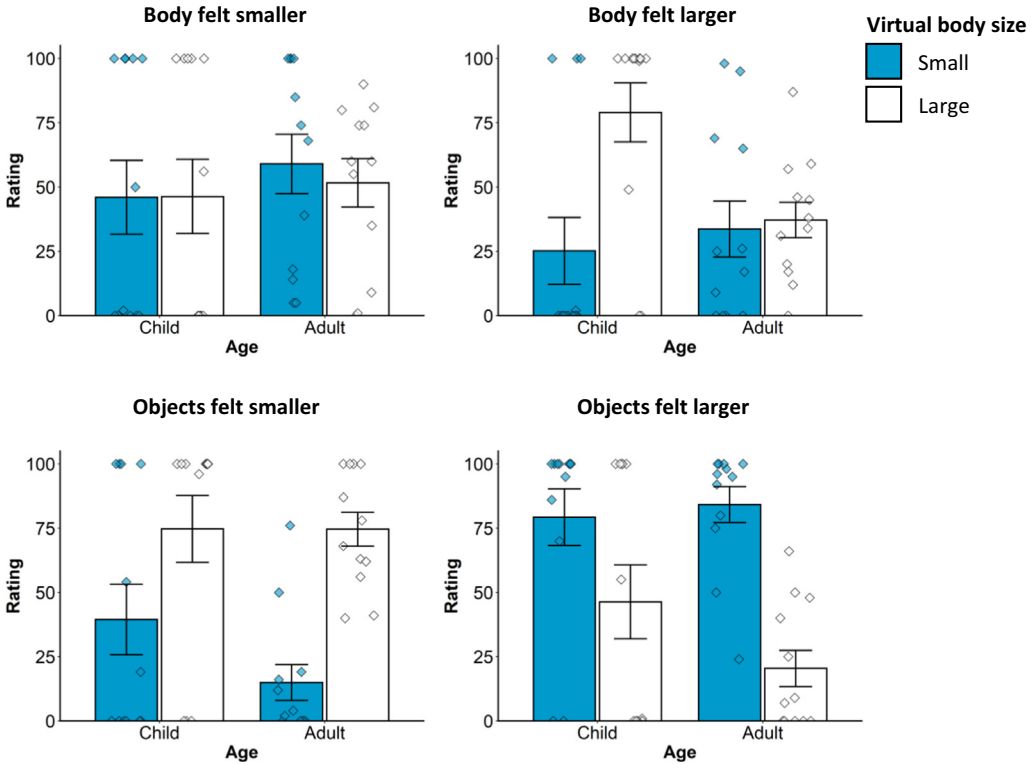 Body felt smaller
Body felt larger
Virtual body size
Small
Large
100
75
50
25
0
Rating
Child
Adult
Age
100
75
50
25
0
Rating
Child
Adult
Age
Objects felt smaller
Objects felt larger
100
75
50
25
0
Rating
Child
Adult
Age
100
75
50
25
0
Rating
Child
Adult
Age